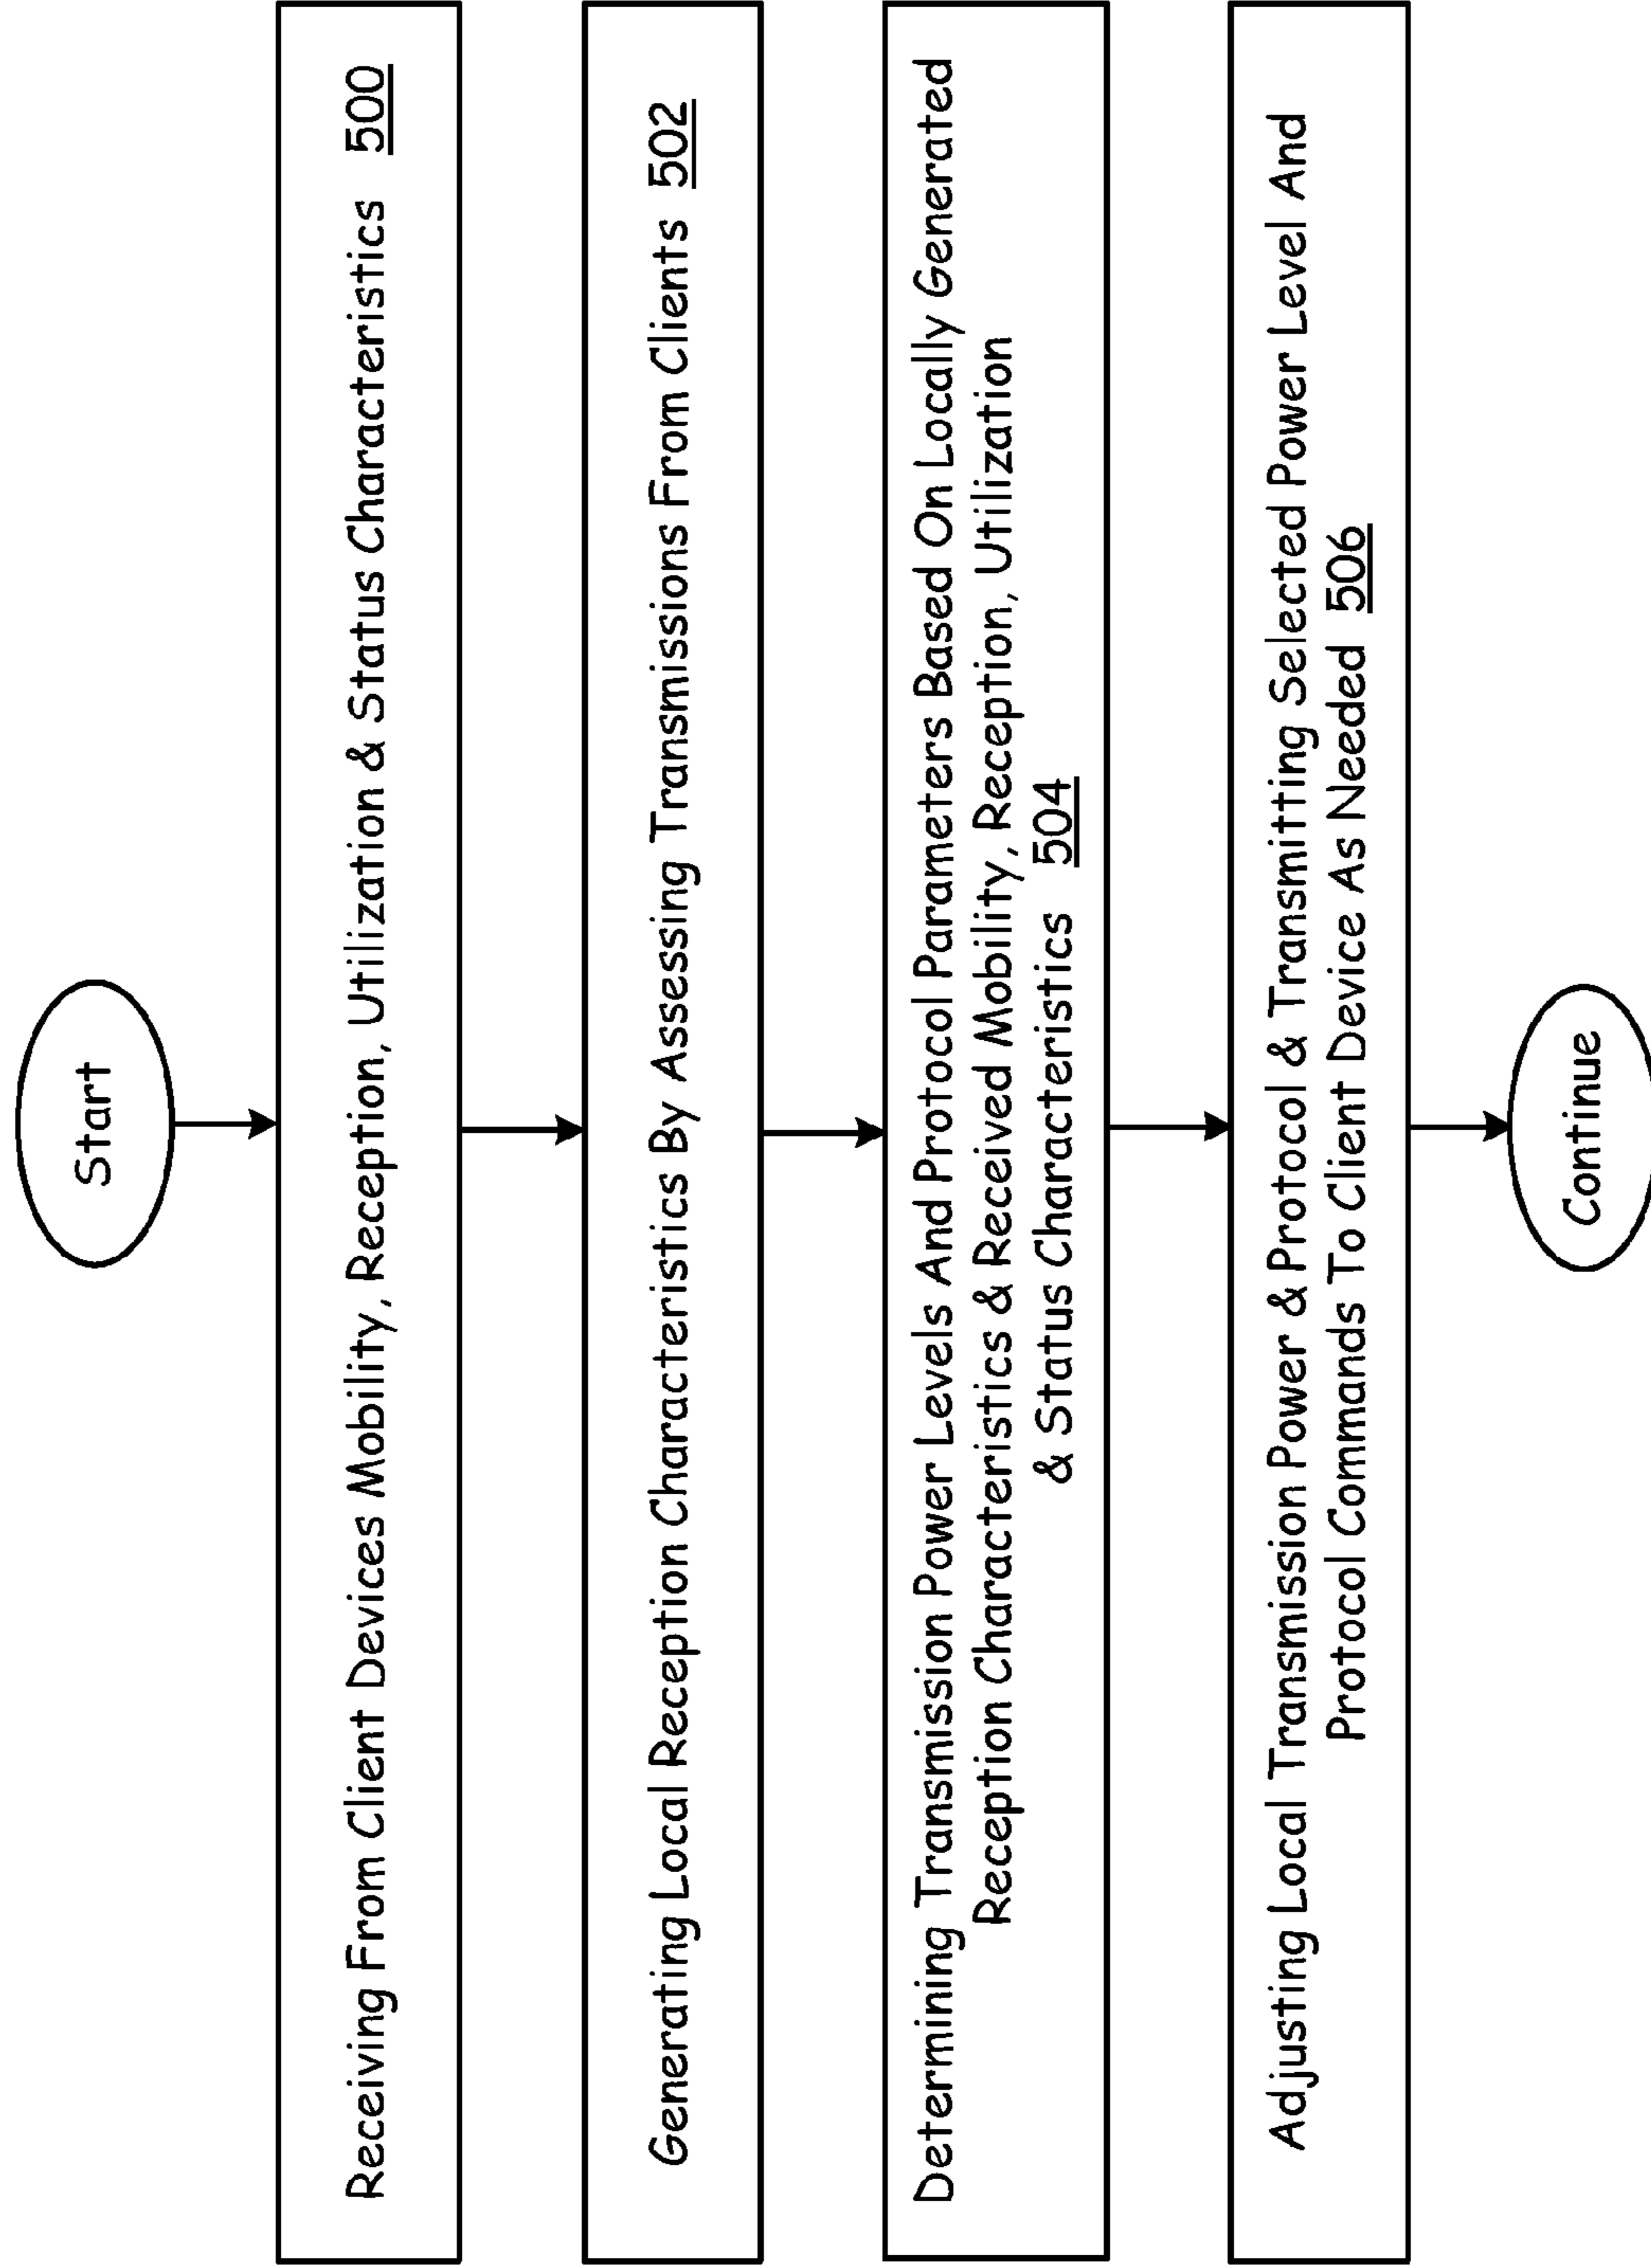 Start
Receiving From Client Devices Mobility, Reception, Utilization & Status Characteristics 500
Generating Local Reception Characteristics By Assessing Transmissions From Clients 502
Determining Transmission Power Levels And Protocol Parameters Based On Locally Generated
Reception Characteristics & Received Mobility, Reception, Utilization
& Status Characteristics 504
Adjusting Local Transmission Power & Protocol & Transmitting Selected Power Level And
Protocol Commands To Client Device As Needed 506
Continue